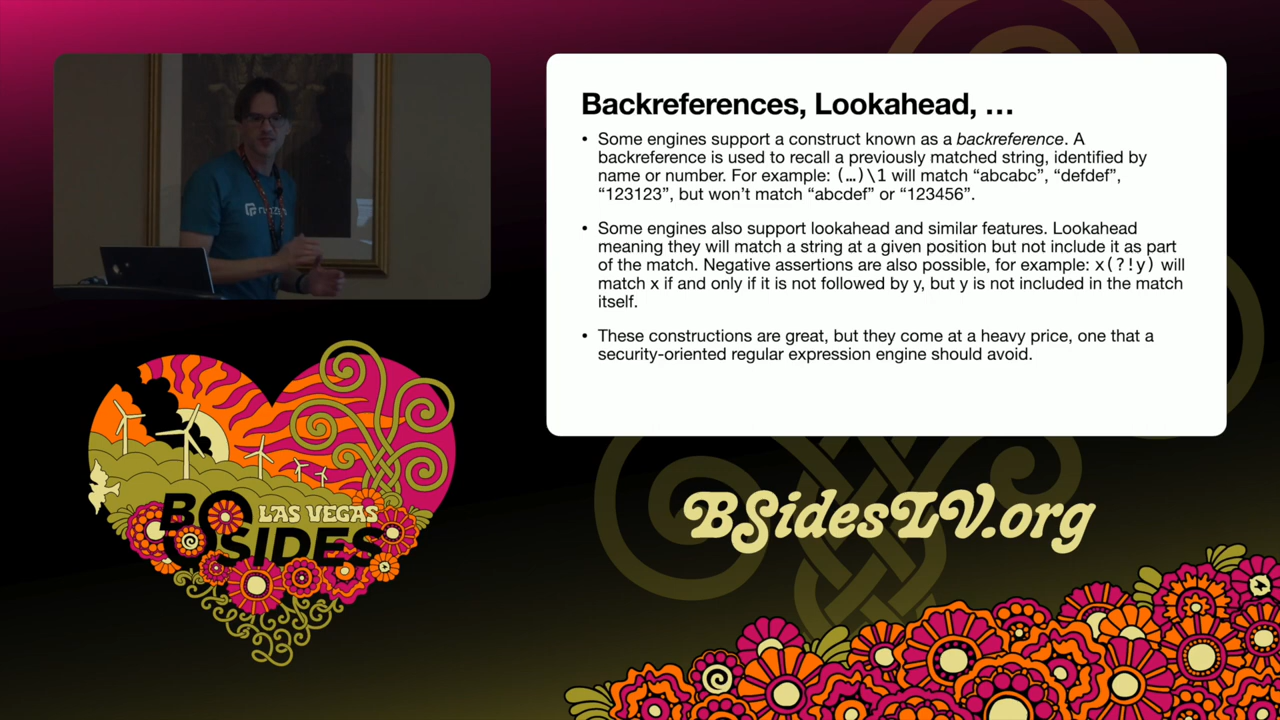 Backreferences, Lookahead, …
• Some engines support a construct known as a backreference. A
backreference is used to recall a previously matched string, identified by
name or number. For example: (…)\1 will match “abcabc”, “defdef”,
“123123”, but won’t match “abcdef” or “123456”.
• Some engines also support lookahead and similar features. Lookahead
meaning they will match a string at a given position but not include it as part
of the match. Negative assertions are also possible, for example: x(?!y) will
match x if and only if it is not followed by y, but y is not included in the match
itself.
• These constructions are great, but they come at a heavy price, one that a
security-oriented regular expression engine should avoid.
LAS VEGAS
SIDES
23
BSidesLV.org